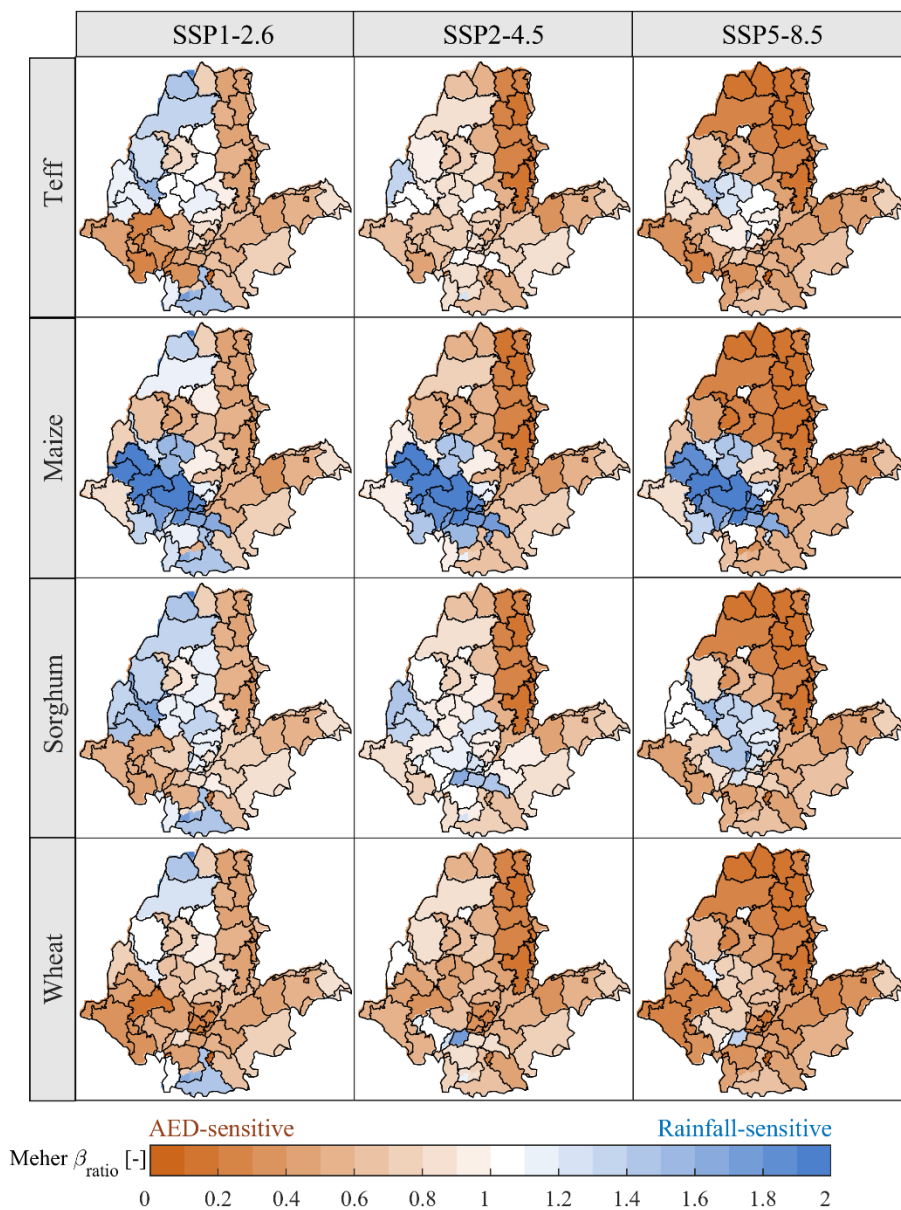 SSP1-2.6 SSP2-4.5 SSP5-8.5
Teff
Maize
Sorghum
Wheat
AED-sensitive Rainfall-sensitive
Meher β_ratio [-]
0 0.2 0.4 0.6 0.8 1 1.2 1.4 1.6 1.8 2